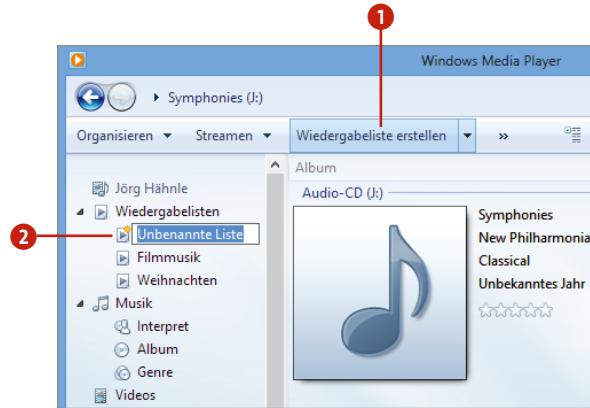 1
Windows Media Player
Symphonies (J:)
Organisieren Streamen Wiedergabeliste erstellen »
Album
Jörg Hähnle
Audio-CD (J:)
Wiedergabelisten
Symphonies
2
Unbenannte Liste
New Philharmonia
Filmmusik
Classical
Weihnachten
Unbekanntes Jahr
Musik
Interpret
Album
Genre
Videos